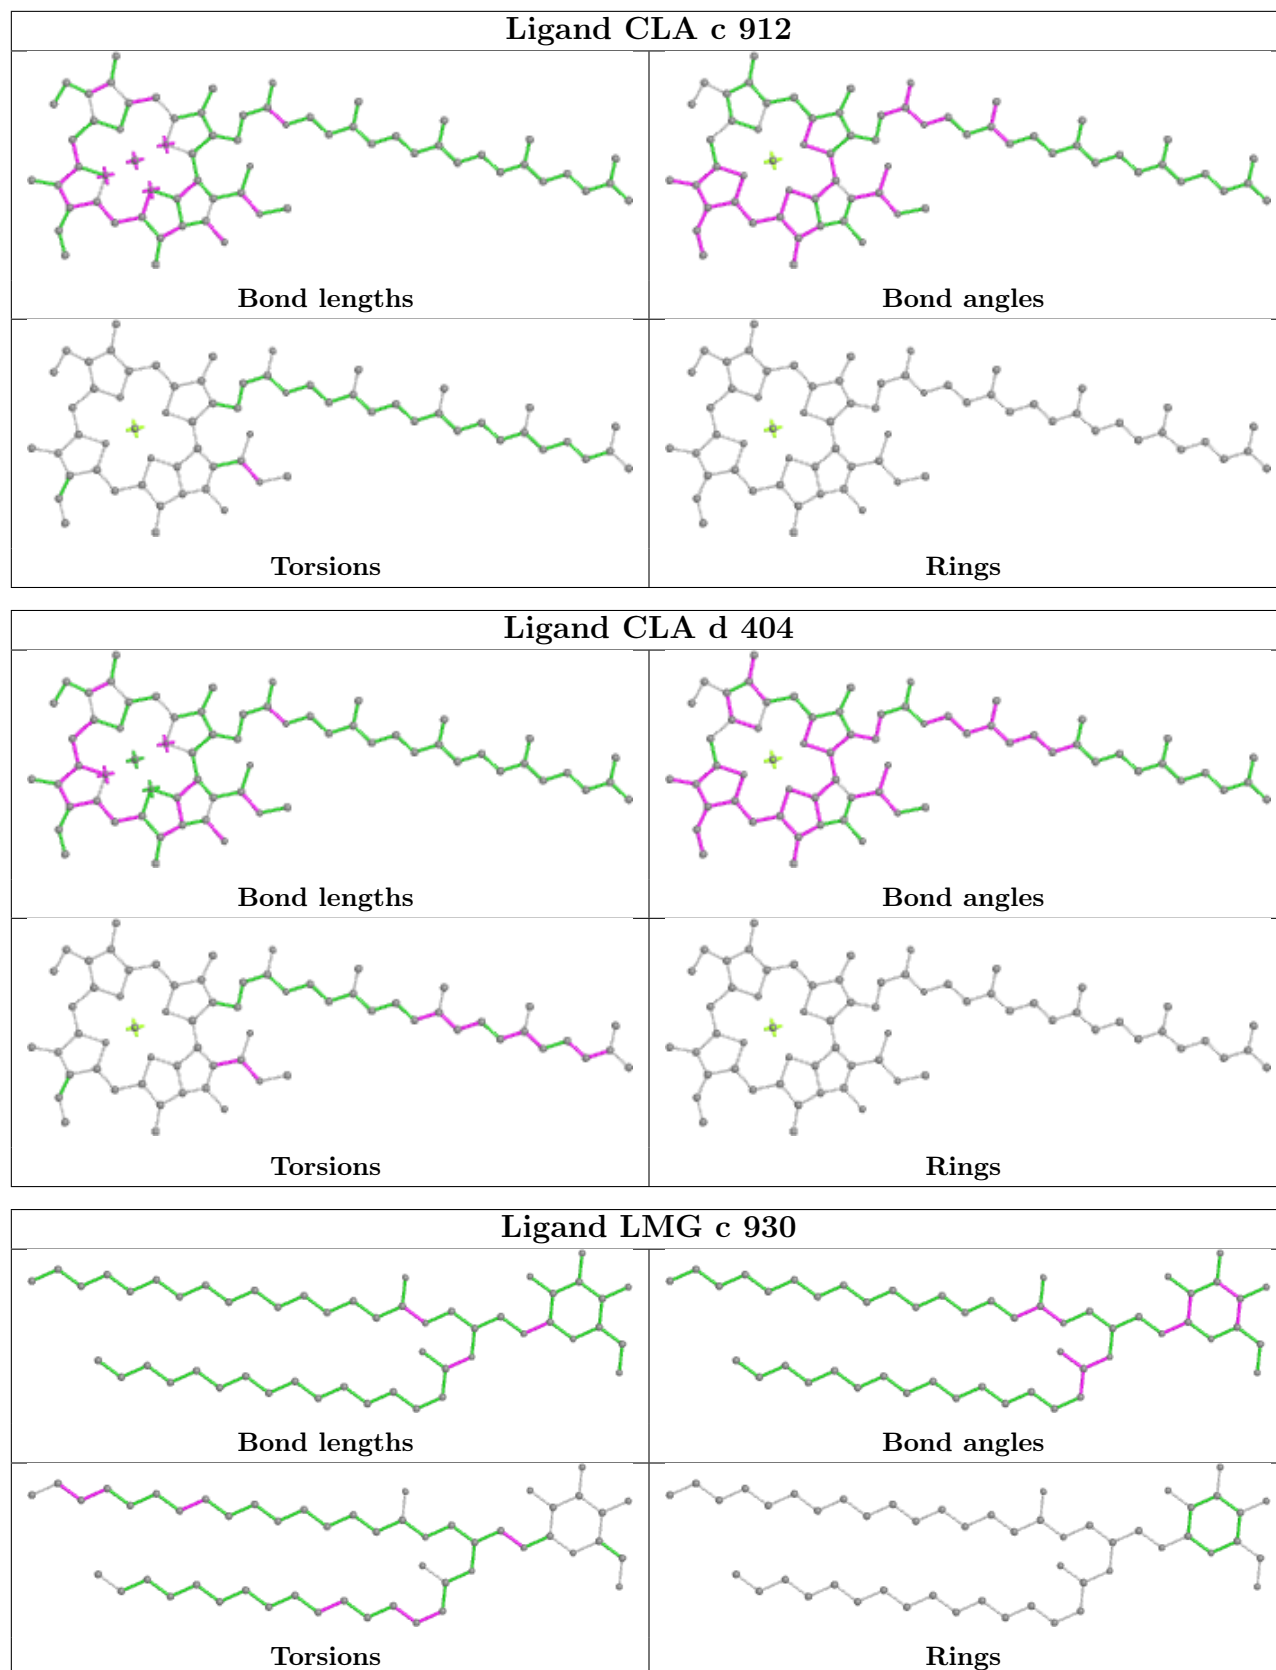 Ligand CLA c 912
Bond lengths
Bond angles
Torsions
Rings
Ligand CLA d 404
Bond lengths
Bond angles
Torsions
Rings
Ligand LMG c 930
Bond lengths
Bond angles
Torsions
Rings